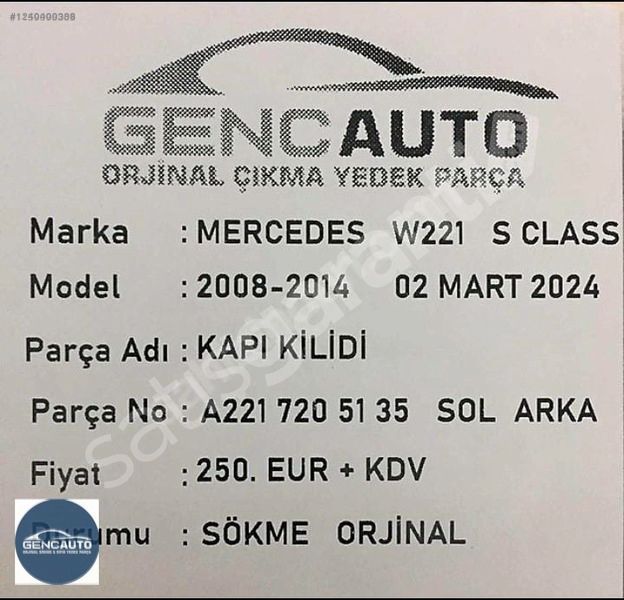 #1259490388
GENCAUTO
ORJİNAL ÇIKMA YEDEK PARÇA
Marka : MERCEDES W221 S CLASS
Model : 2008-2014 02 MART 2024
Parça Adı : KAPI KİLİDİ
Parça No : A221 720 51 35 SOL ARKA
Fiyat : 250. EUR + KDV
Durumu : SÖKME ORJİNAL
GENCAUTO